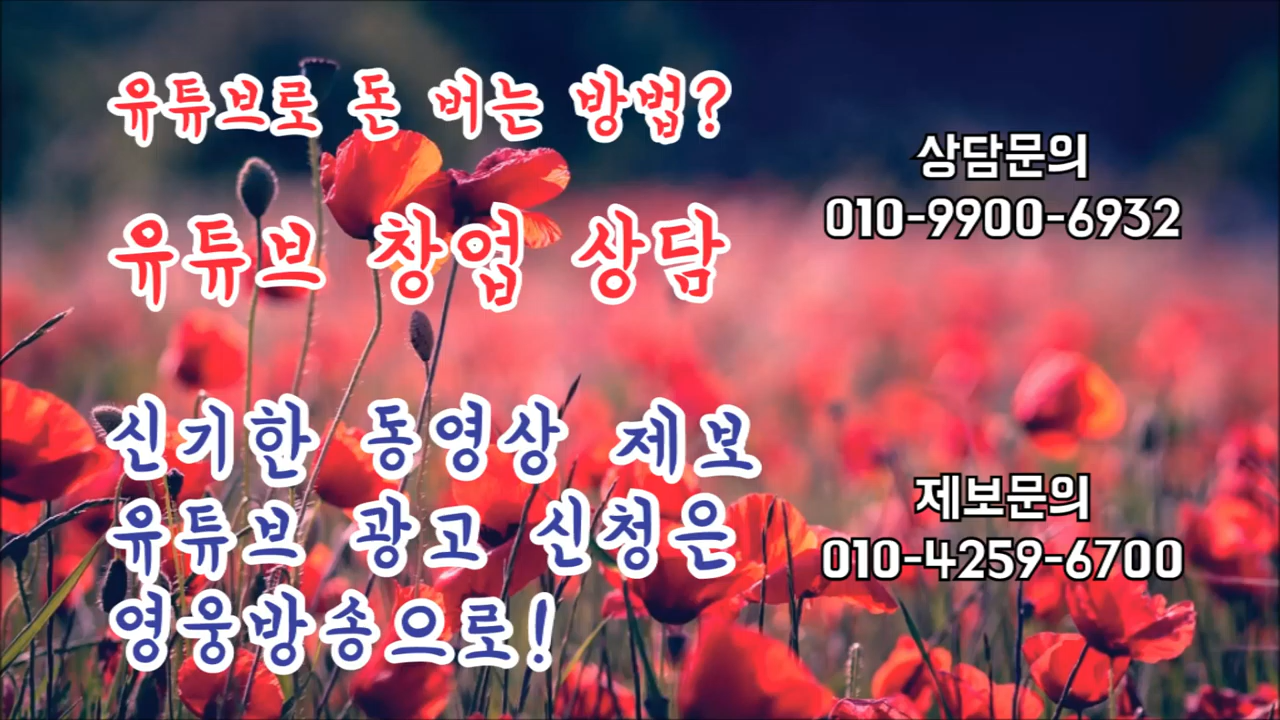 유튜브로 돈 버는 방법?
유튜브 창업 상담
상담문의
010-9900-6932
신기한 동영상 제보
유튜브 광고 신청은
영웅방송으로!
제보문의
010-4259-6700